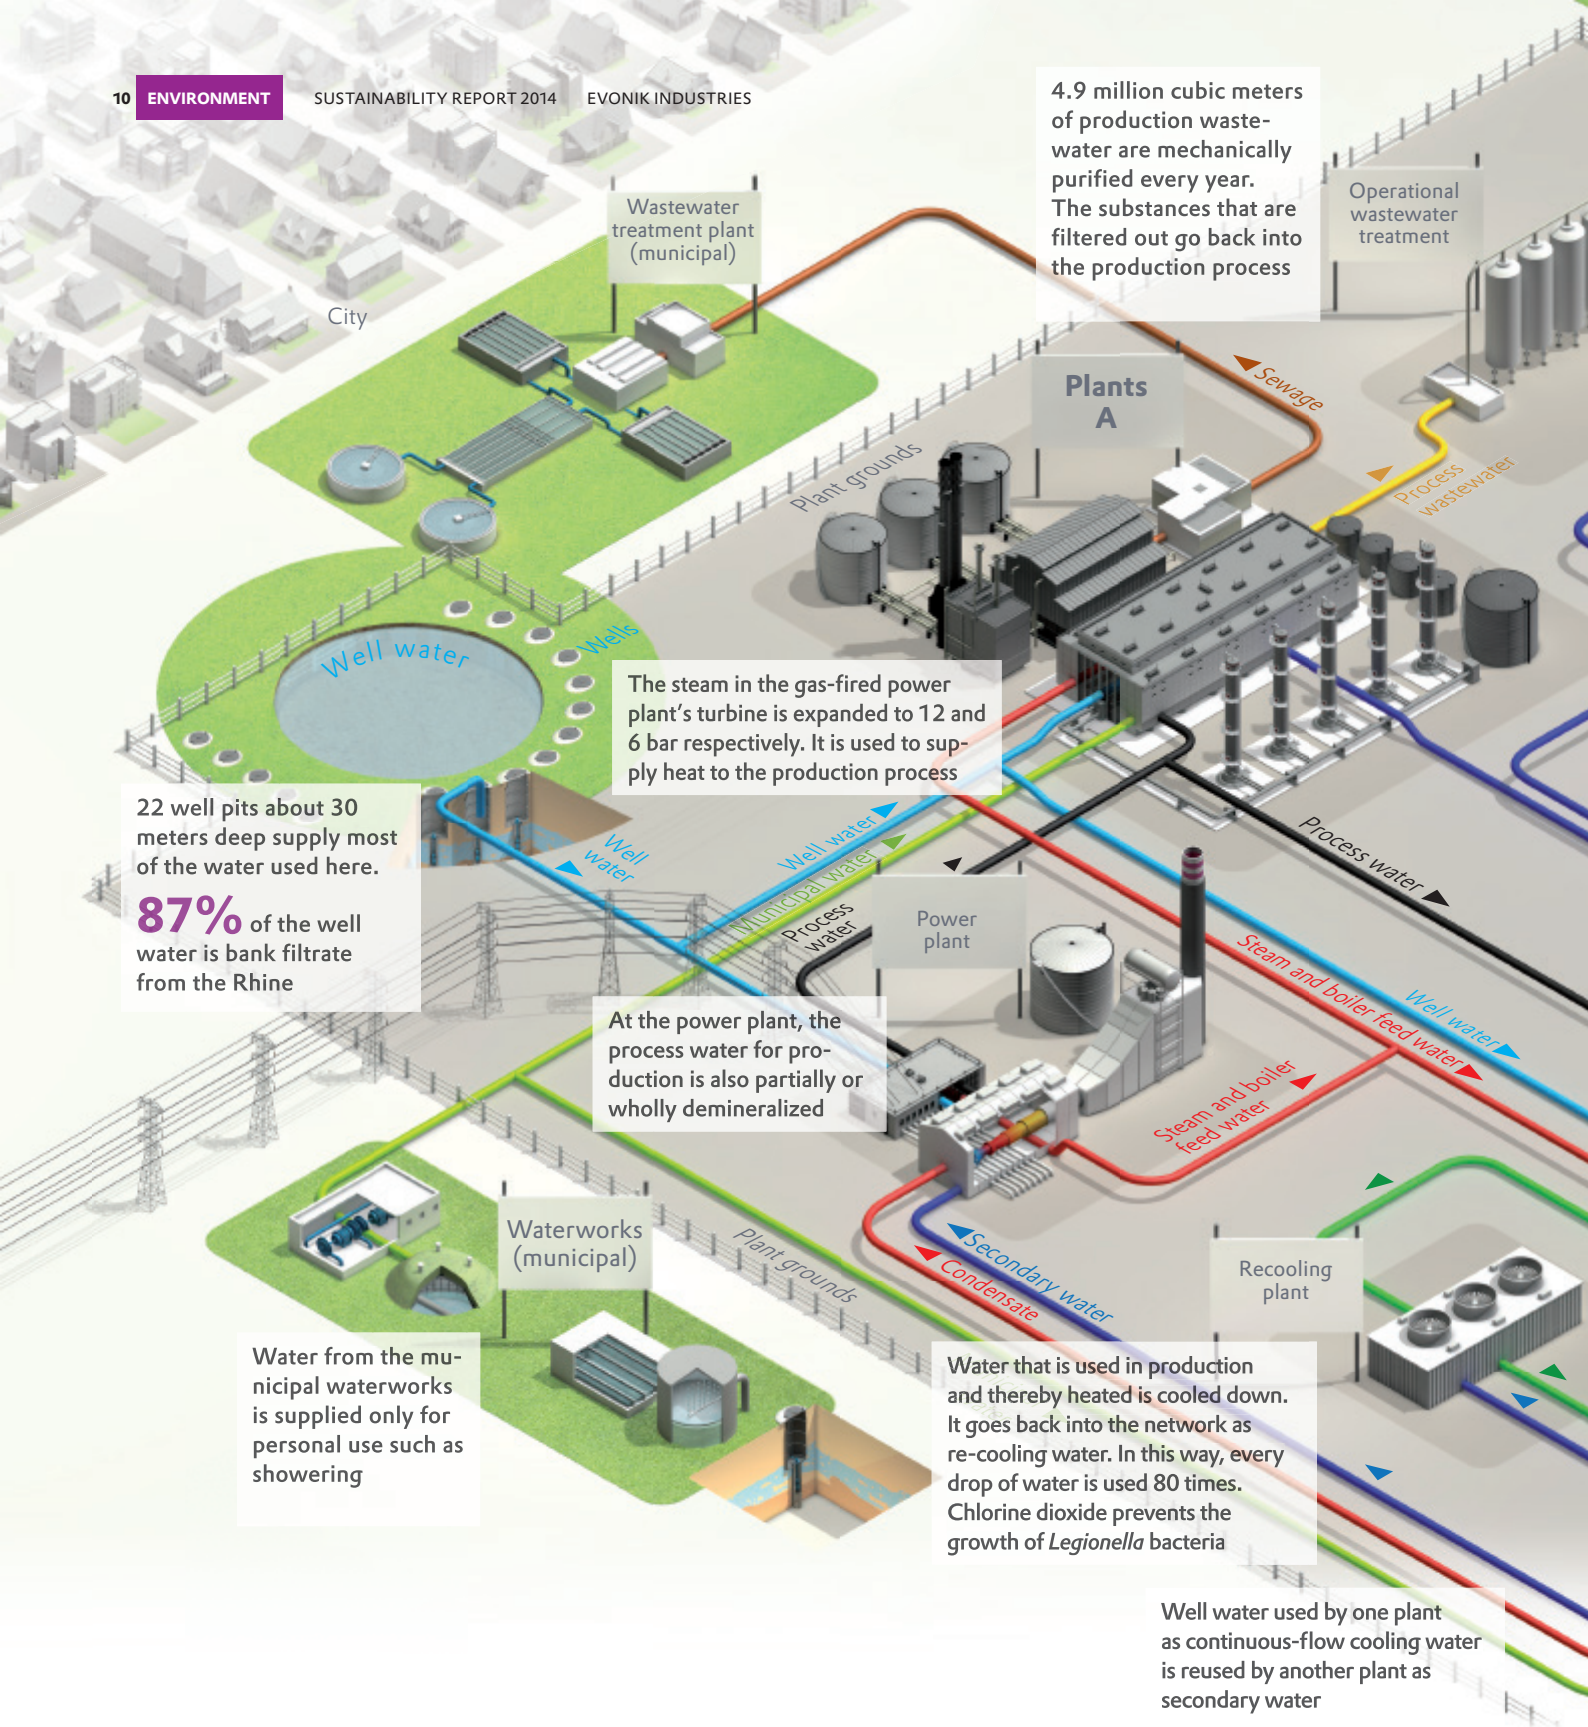 10 ENVIRONMENT SUSTAINABILITY REPORT 2014 EVONIK INDUSTRIES
4.9 million cubic meters
of production waste-
water are mechanically
purified every year.
The substances that are
filtered out go back into
the production process
Operational
wastewater
treatment
Wastewater
treatment plant
(municipal)
City
Sewage
Plants
A
Plant grounds
Process
wastewater
Well water
Wells
The steam in the gas-fired power
plant's turbine is expanded to 12 and
6 bar respectively. It is used to sup-
ply heat to the production process
22 well pits about 30
meters deep supply most
of the water used here.
87% of the well
water is bank filtrate
from the Rhine
Well
water
Well water
Municipal water
Process
water
Process water
Power
plant
Steam and boiler feed water
Well water
At the power plant, the
process water for pro-
duction is also partially or
wholly demineralized
Steam and boiler
feed water
Waterworks
(municipal)
Plant grounds
Secondary water
Condensate
Recooling
plant
Water from the mu-
nicipal waterworks
is supplied only for
personal use such as
showering
Water that is used in production
and thereby heated is cooled down.
It goes back into the network as
re-cooling water. In this way, every
drop of water is used 80 times.
Chlorine dioxide prevents the
growth of Legionella bacteria
Well water used by one plant
as continuous-flow cooling water
is reused by another plant as
secondary water